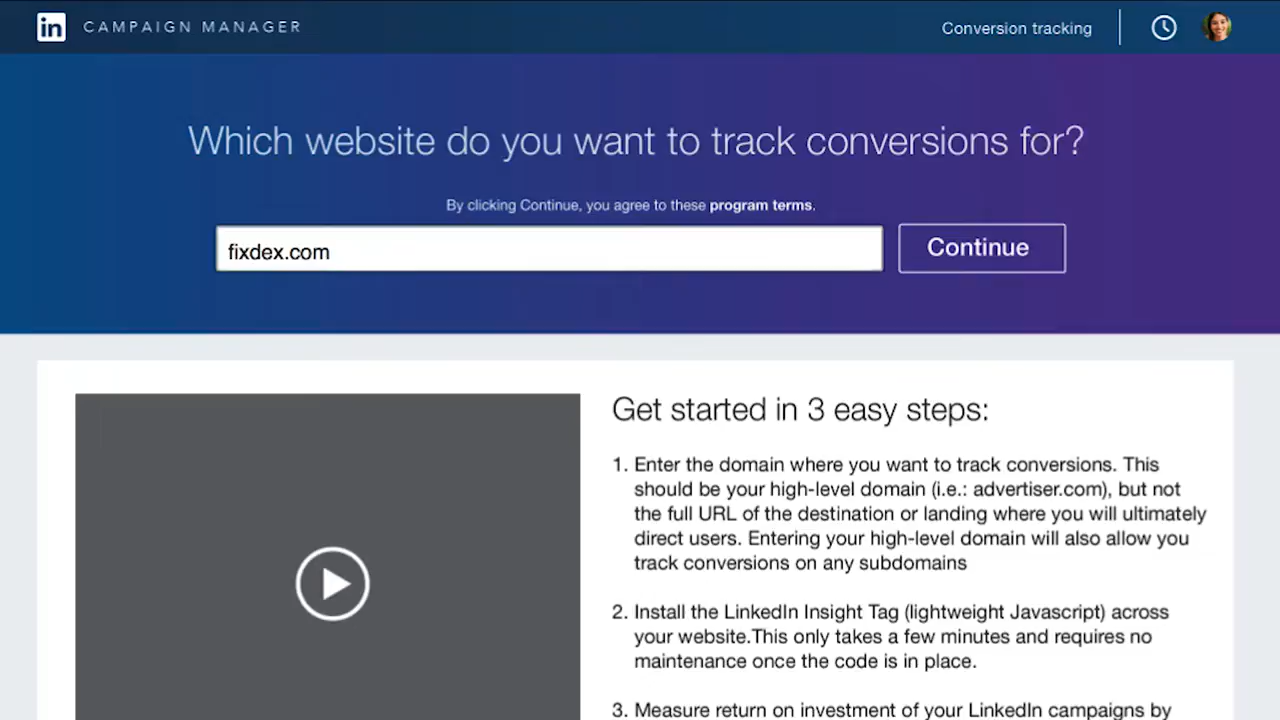 in CAMPAIGN MANAGER
Conversion tracking
Which website do you want to track conversions for?
By clicking Continue, you agree to these program terms.
fixdex.com
Continue
Get started in 3 easy steps:
1. Enter the domain where you want to track conversions. This
should be your high-level domain (i.e.: advertiser.com), but not
the full URL of the destination or landing where you will ultimately
direct users. Entering your high-level domain will also allow you
track conversions on any subdomains
2. Install the LinkedIn Insight Tag (lightweight Javascript) across
your website.This only takes a few minutes and requires no
maintenance once the code is in place.
3. Measure return on investment of your LinkedIn campaigns by